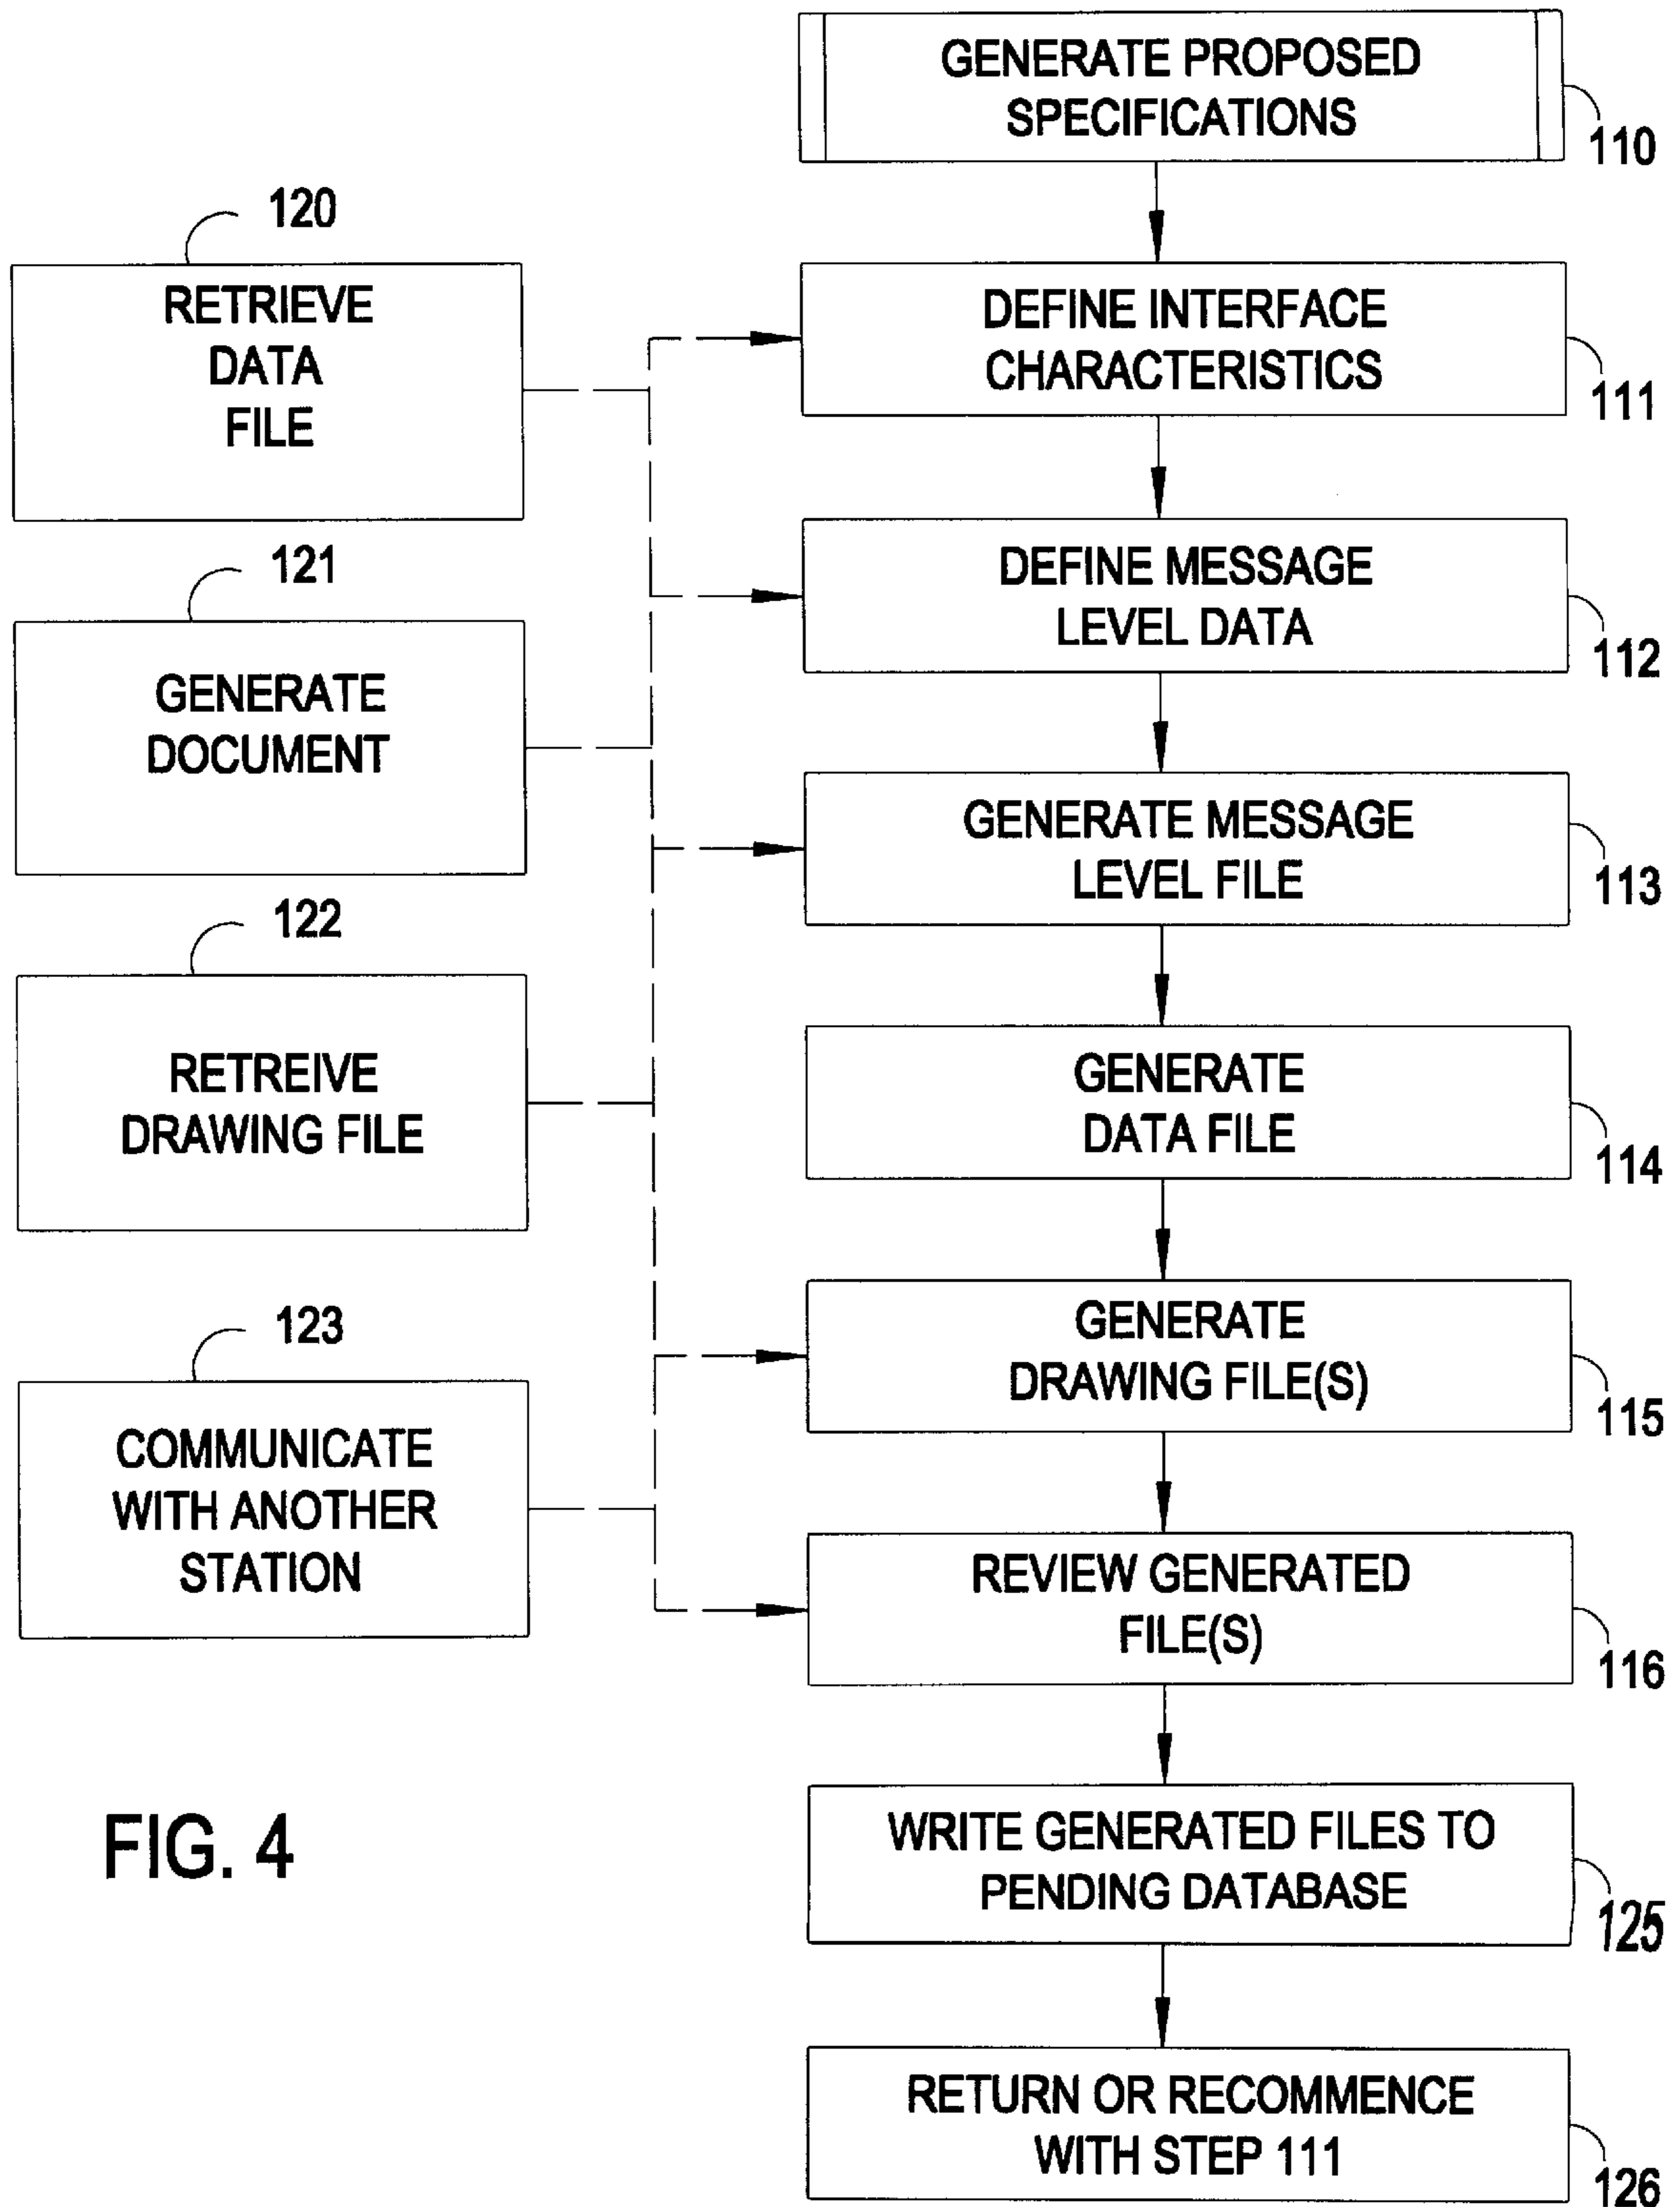 GENERATE PROPOSED
SPECIFICATIONS
110
120
RETRIEVE
DATA
FILE
DEFINE INTERFACE
CHARACTERISTICS
111
121
GENERATE
DOCUMENT
DEFINE MESSAGE
LEVEL DATA
112
GENERATE MESSAGE
LEVEL FILE
113
122
RETREIVE
DRAWING FILE
GENERATE
DATA FILE
114
123
COMMUNICATE
WITH ANOTHER
STATION
GENERATE
DRAWING FILE(S)
115
REVIEW GENERATED
FILE(S)
116
FIG. 4
WRITE GENERATED FILES TO
PENDING DATABASE
125
RETURN OR RECOMMENCE
WITH STEP 111
126